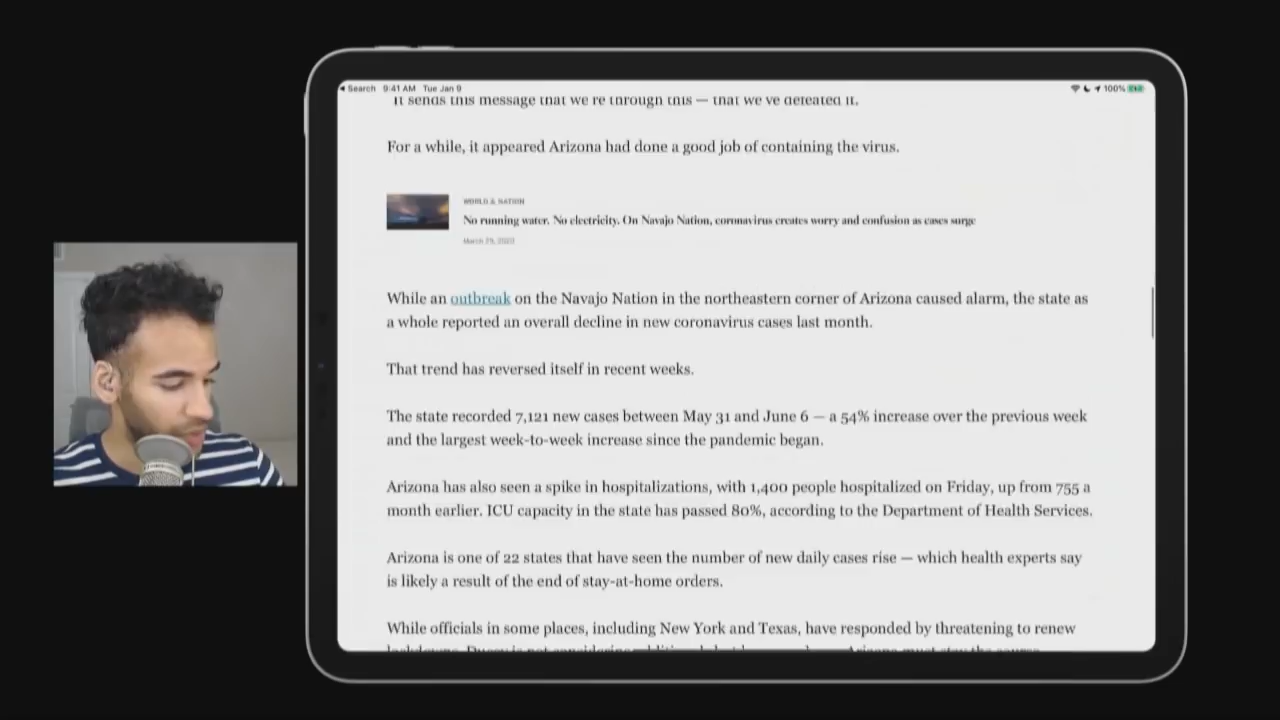 Search 9:41 AM Tue Jan 9
100%
It sends this message that we're through this — that we've defeated it.
For a while, it appeared Arizona had done a good job of containing the virus.
WORLD & NATION
No running water. No electricity. On Navajo Nation, coronavirus creates worry and confusion as cases surge
March 29, 2020
While an outbreak on the Navajo Nation in the northeastern corner of Arizona caused alarm, the state as
a whole reported an overall decline in new coronavirus cases last month.
That trend has reversed itself in recent weeks.
The state recorded 7,121 new cases between May 31 and June 6 — a 54% increase over the previous week
and the largest week-to-week increase since the pandemic began.
Arizona has also seen a spike in hospitalizations, with 1,400 people hospitalized on Friday, up from 755 a
month earlier. ICU capacity in the state has passed 80%, according to the Department of Health Services.
Arizona is one of 22 states that have seen the number of new daily cases rise — which health experts say
is likely a result of the end of stay-at-home orders.
While officials in some places, including New York and Texas, have responded by threatening to renew